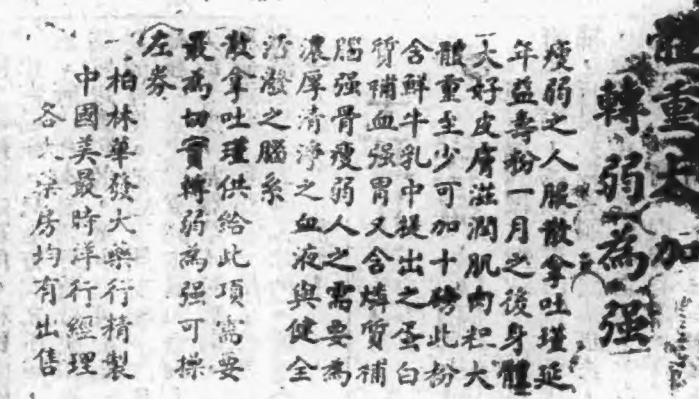 體重大加
轉弱為强
瘦弱之人服散拿吐瑾延
年益壽粉一月之後身體
大好皮膚滋潤肌肉粗大
體重至少可加十磅此粉
含鮮牛乳中提出之蛋白
質補血强胃又含燐質補
腦强骨瘦弱人之需要為
濃厚清淨之血液與健全
活潑之腦系
散拿吐瑾供給此項需要
最為切實轉弱為强可操
左券
柏林華發大藥行精製
中國美最時洋行經理
各大藥房均有出售